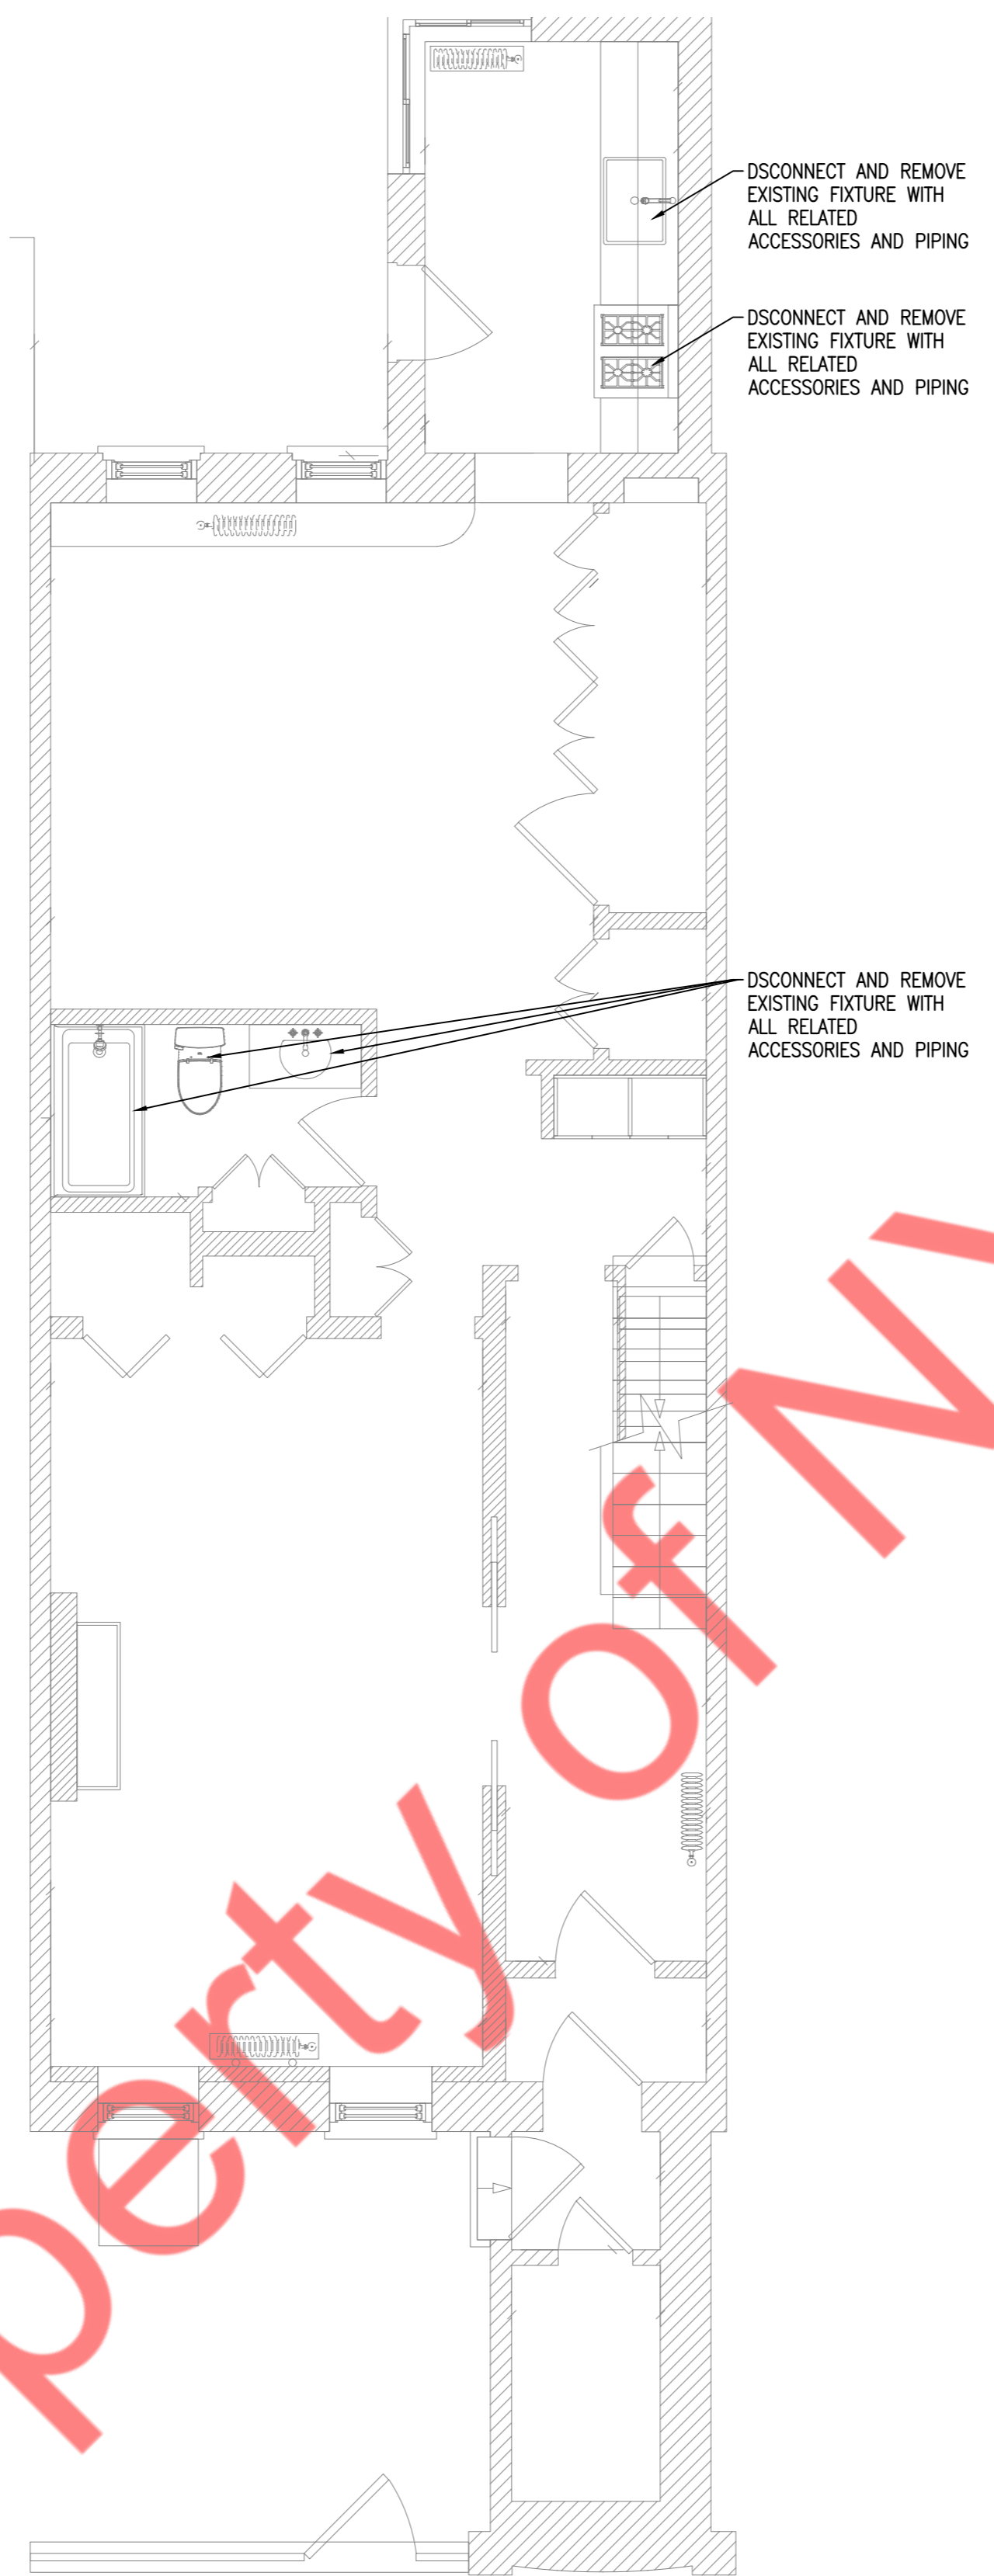 DSCONNECT AND REMOVE
EXISTING FIXTURE WITH
ALL RELATED
ACCESSORIES AND PIPING
DSCONNECT AND REMOVE
EXISTING FIXTURE WITH
ALL RELATED
ACCESSORIES AND PIPING
DSCONNECT AND REMOVE
EXISTING FIXTURE WITH
ALL RELATED
ACCESSORIES AND PIPING
perty of N